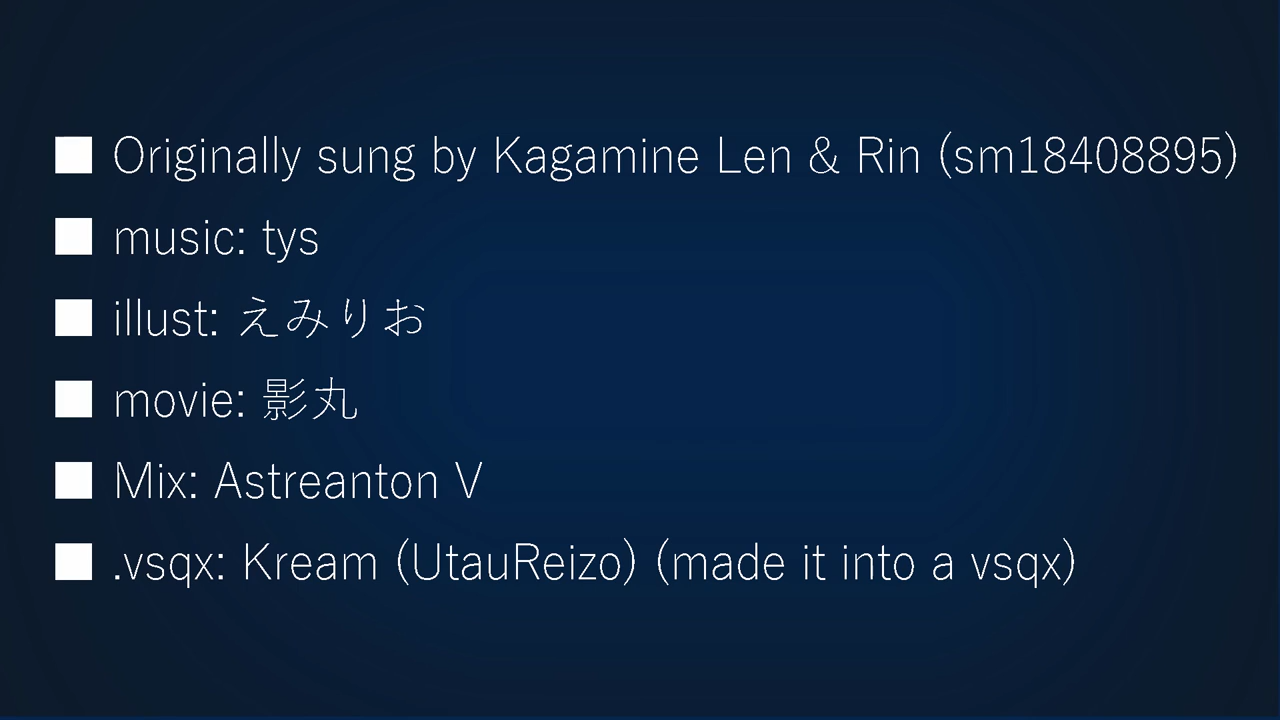 ■ Originally sung by Kagamine Len & Rin (sm18408895)
■ music: tys
■ illust: えみりお
■ movie: 影丸
■ Mix: Astreanton V
■ .vsqx: Kream (UtauReizo) (made it into a vsqx)